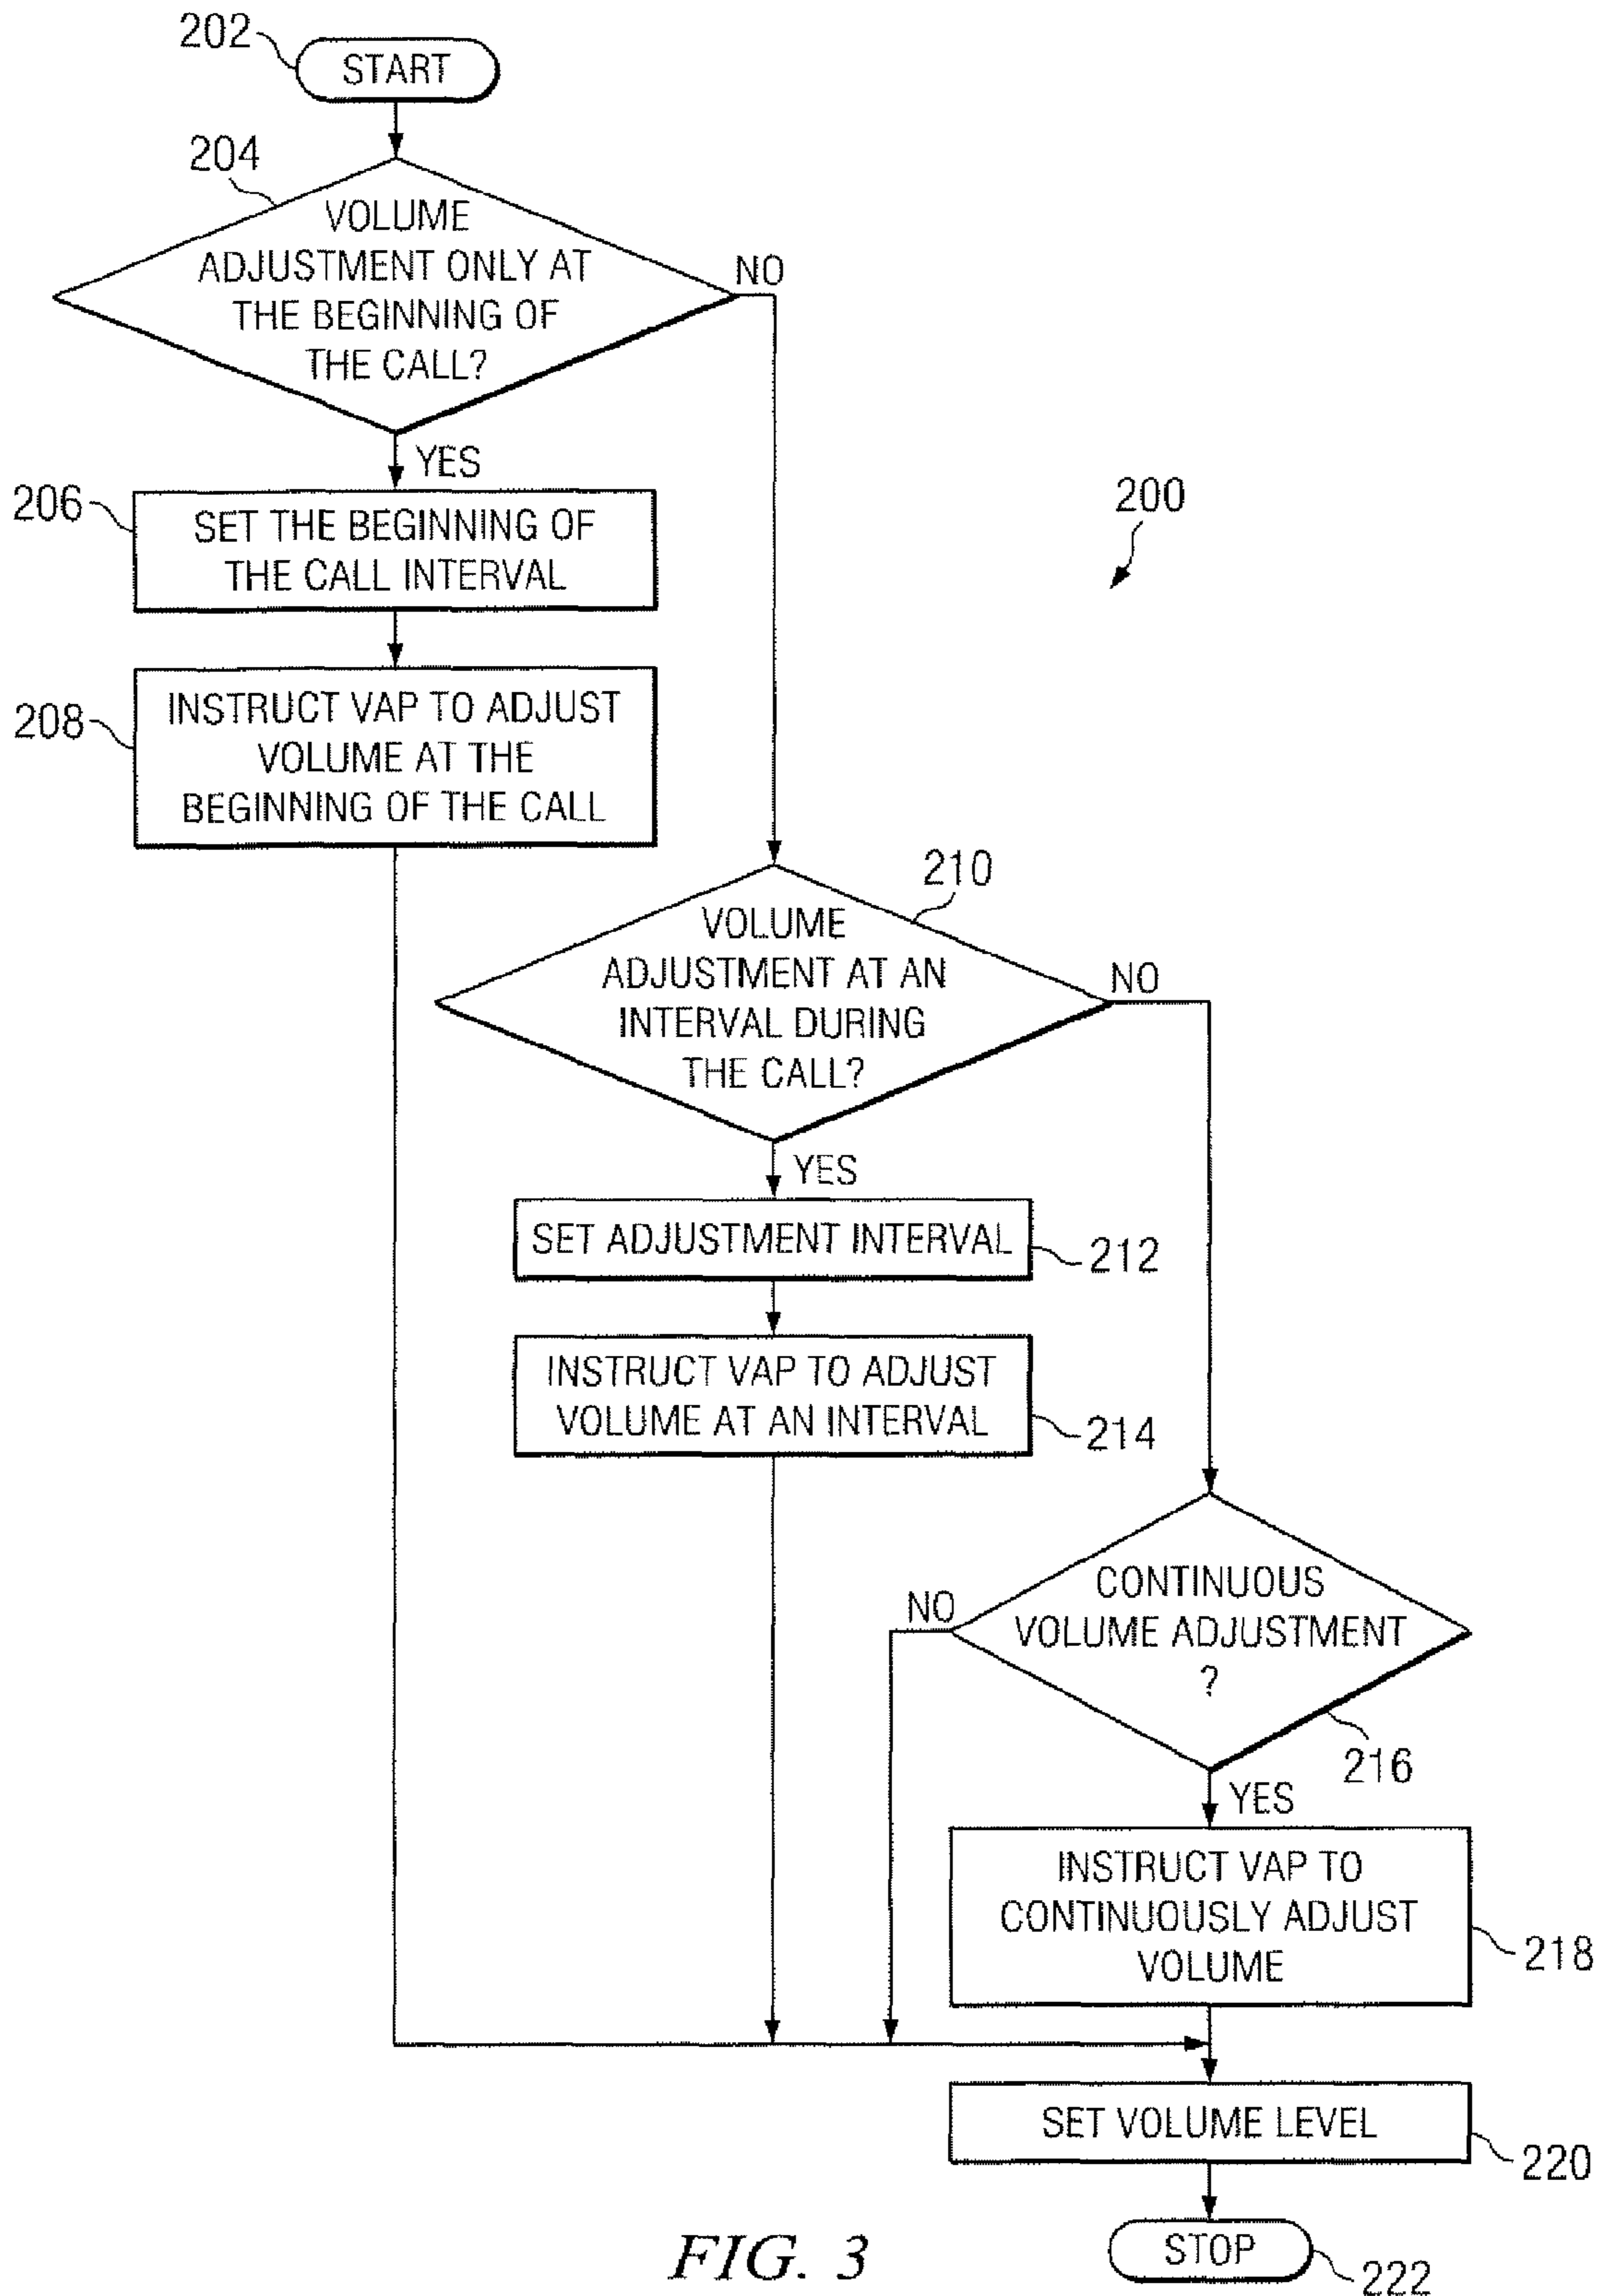 202
START
204
VOLUME
ADJUSTMENT ONLY AT
THE BEGINNING OF
THE CALL?
NO
YES
206
SET THE BEGINNING OF
THE CALL INTERVAL
200
208
INSTRUCT VAP TO ADJUST
VOLUME AT THE
BEGINNING OF THE CALL
210
VOLUME
ADJUSTMENT AT AN
INTERVAL DURING
THE CALL?
NO
YES
SET ADJUSTMENT INTERVAL
212
INSTRUCT VAP TO ADJUST
VOLUME AT AN INTERVAL
214
CONTINUOUS
VOLUME ADJUSTMENT
?
NO
216
YES
INSTRUCT VAP TO
CONTINUOUSLY ADJUST
VOLUME
218
SET VOLUME LEVEL
220
STOP
222
FIG. 3